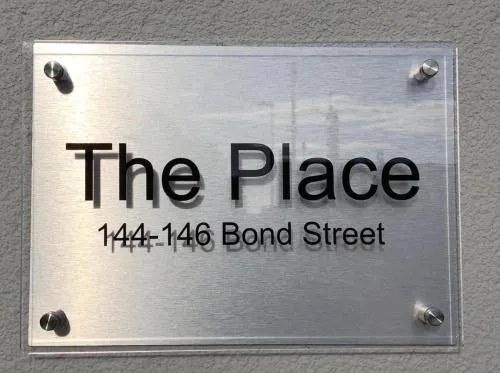 The Place
144-146 Bond Street